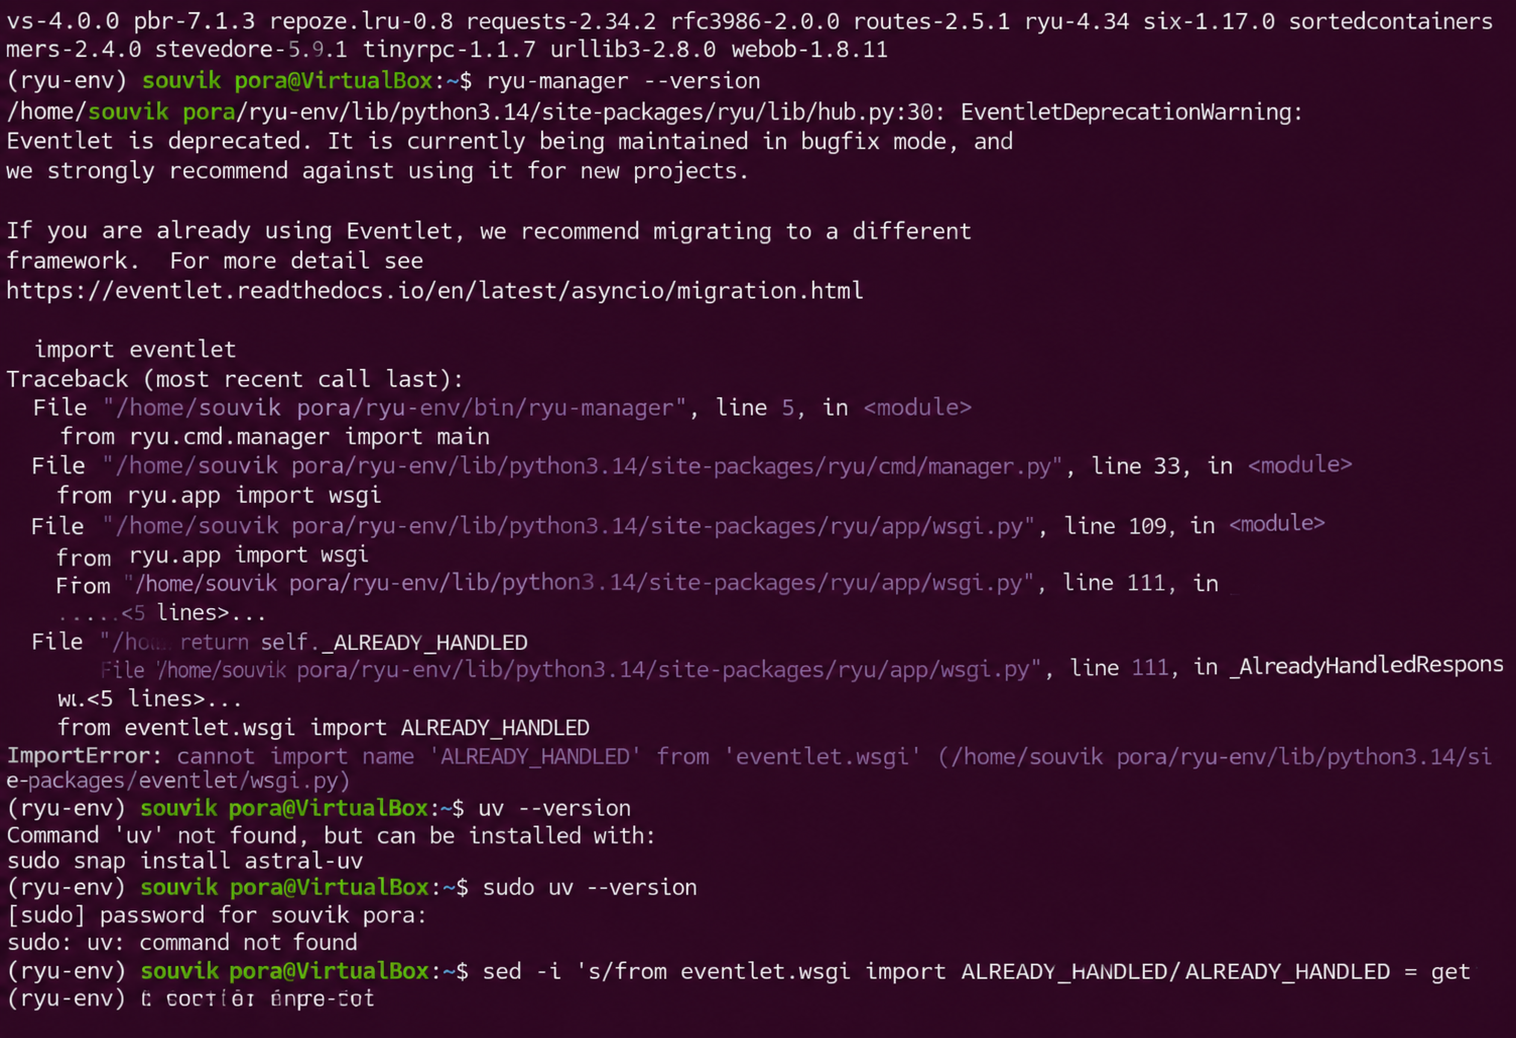 vs-4.0.0 pbr-7.1.3 repoze.lru-0.8 requests-2.34.2 rfc3986-2.0.0 routes-2.5.1 ryu-4.34 six-1.17.0 sortedcontainers
mers-2.4.0 stevedore-5.9.1 tinyrpc-1.1.7 urllib3-2.8.0 webob-1.8.11
(ryu-env) souvik pora@VirtualBox:~$ ryu-manager --version
/home/souvik pora/ryu-env/lib/python3.14/site-packages/ryu/lib/hub.py:30: EventletDeprecationWarning:
Eventlet is deprecated. It is currently being maintained in bugfix mode, and
we strongly recommend against using it for new projects.
If you are already using Eventlet, we recommend migrating to a different
framework.  For more detail see
https://eventlet.readthedocs.io/en/latest/asyncio/migration.html
import eventlet
Traceback (most recent call last):
File "/home/souvik pora/ryu-env/bin/ryu-manager", line 5, in <module>
from ryu.cmd.manager import main
File "/home/souvik pora/ryu-env/lib/python3.14/site-packages/ryu/cmd/manager.py", line 33, in <module>
from ryu.app import wsgi
File "/home/souvik pora/ryu-env/lib/python3.14/site-packages/ryu/app/wsgi.py", line 109, in <module>
from ryu.app import wsgi
From "/home/souvik pora/ryu-env/lib/python3.14/site-packages/ryu/app/wsgi.py", line 111, in
.....<5 lines>...
File "/ho return self._ALREADY_HANDLED
File "/home/souvik pora/ryu-env/lib/python3.14/site-packages/ryu/app/wsgi.py", line 111, in _AlreadyHandledRespons
.<5 lines>...
from eventlet.wsgi import ALREADY_HANDLED
ImportError: cannot import name 'ALREADY_HANDLED' from 'eventlet.wsgi' (/home/souvik pora/ryu-env/lib/python3.14/si
e-packages/eventlet/wsgi.py)
(ryu-env) souvik pora@VirtualBox:~$ uv --version
Command 'uv' not found, but can be installed with:
sudo snap install astral-uv
(ryu-env) souvik pora@VirtualBox:~$ sudo uv --version
[sudo] password for souvik pora:
sudo: uv: command not found
(ryu-env) souvik pora@VirtualBox:~$ sed -i 's/from eventlet.wsgi import ALREADY_HANDLED/ALREADY_HANDLED = get
(ryu-env)